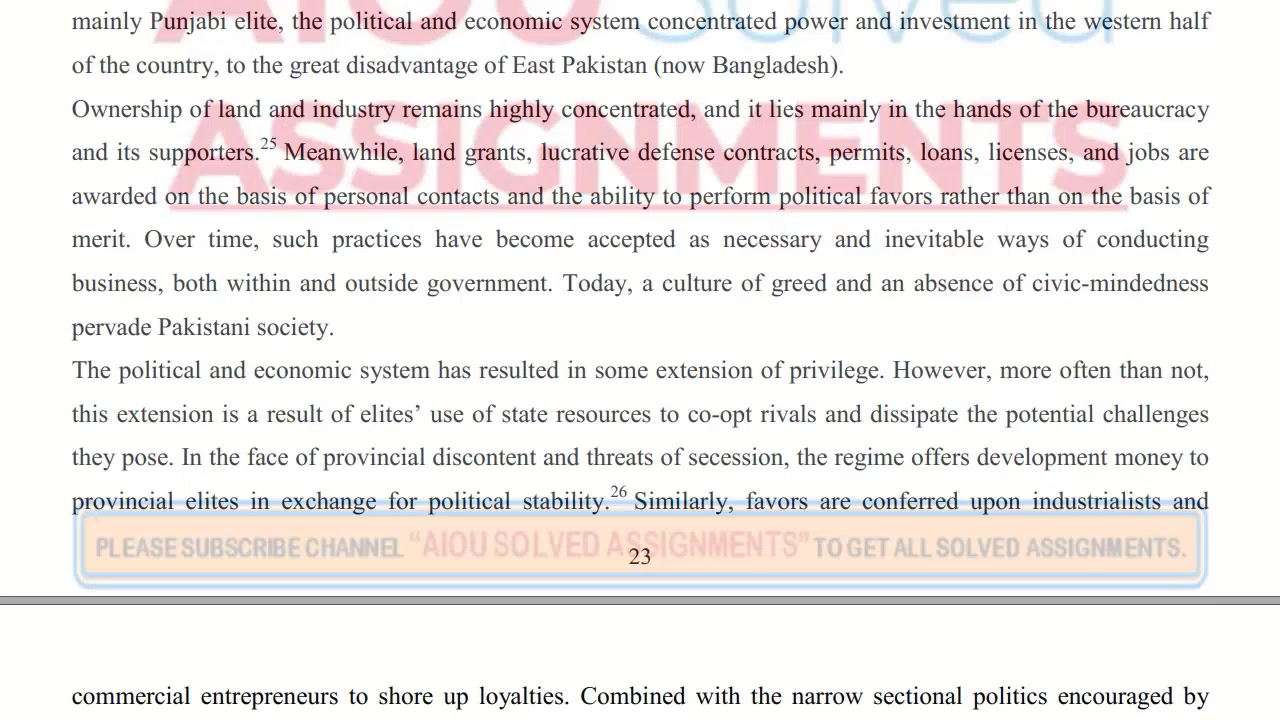 mainly Punjabi elite, the political and economic system concentrated power and investment in the western half
of the country, to the great disadvantage of East Pakistan (now Bangladesh).
Ownership of land and industry remains highly concentrated, and it lies mainly in the hands of the bureaucracy
and its supporters.25 Meanwhile, land grants, lucrative defense contracts, permits, loans, licenses, and jobs are
awarded on the basis of personal contacts and the ability to perform political favors rather than on the basis of
merit. Over time, such practices have become accepted as necessary and inevitable ways of conducting
business, both within and outside government. Today, a culture of greed and an absence of civic-mindedness
pervade Pakistani society.
The political and economic system has resulted in some extension of privilege. However, more often than not,
this extension is a result of elites’ use of state resources to co-opt rivals and dissipate the potential challenges
they pose. In the face of provincial discontent and threats of secession, the regime offers development money to
provincial elites in exchange for political stability.26 Similarly, favors are conferred upon industrialists and
PLEASE SUBSCRIBE CHANNEL "AIOU SOLVED ASSIGNMENTS" TO GET ALL SOLVED ASSIGNMENTS.
23
commercial entrepreneurs to shore up loyalties. Combined with the narrow sectional politics encouraged by
AIOU Solved
ASSIGNMENTS